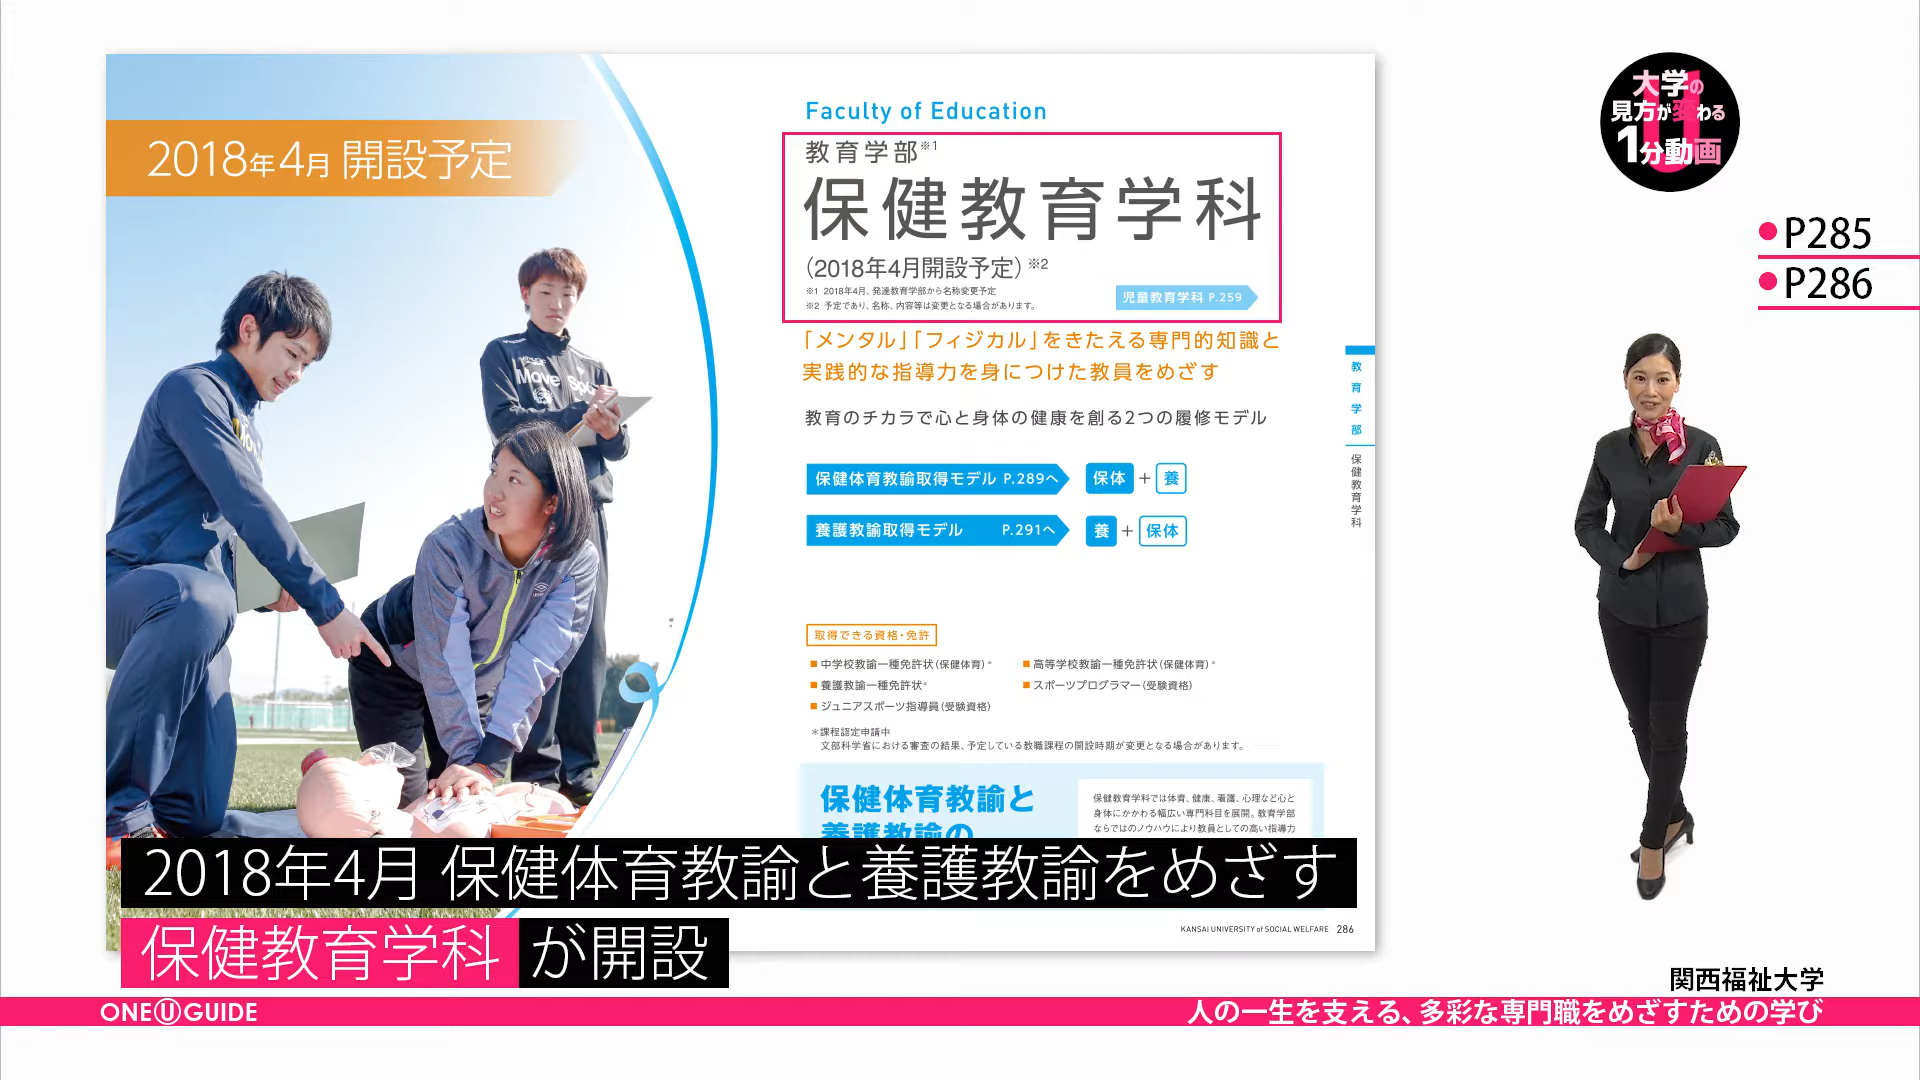 2018年4月 開設予定
Faculty of Education
教育学部※1
保健教育学科
(2018年4月開設予定)※2
※1 2018年4月、発達教育学部から名称変更予定
※2 予定であり、名称、内容等は変更となる場合があります。
児童教育学科 P.259
「メンタル」「フィジカル」をきたえる専門的知識と
実践的な指導力を身につけた教員をめざす
教育のチカラで心と身体の健康を創る2つの履修モデル
保健体育教諭取得モデル P.289へ
保体 + 養
養護教諭取得モデル P.291へ
養 + 保体
取得できる資格・免許
■中学校教諭一種免許状(保健体育)*
■高等学校教諭一種免許状(保健体育)*
■養護教諭一種免許状*
■スポーツプログラマー(受験資格)
■ジュニアスポーツ指導員(受験資格)
*課程認定申請中
文部科学省における審査の結果、予定している教職課程の開設時期が変更となる場合があります。
保健体育教諭と
養護教諭の
保健教育学科では体育、健康、看護、心理など心と
身体にかかわる幅広い専門科目を展開。教育学部
ならではのノウハウにより教員としての高い指導力
教育学部
保健教育学科
KANSAI UNIVERSITY of SOCIAL WELFARE 286
Move
大学の
見方が変わる
1分動画
●P285
●P286
2018年4月 保健体育教諭と養護教諭をめざす
保健教育学科 が開設
関西福祉大学
ONE U GUIDE
人の一生を支える、多彩な専門職をめざすための学び